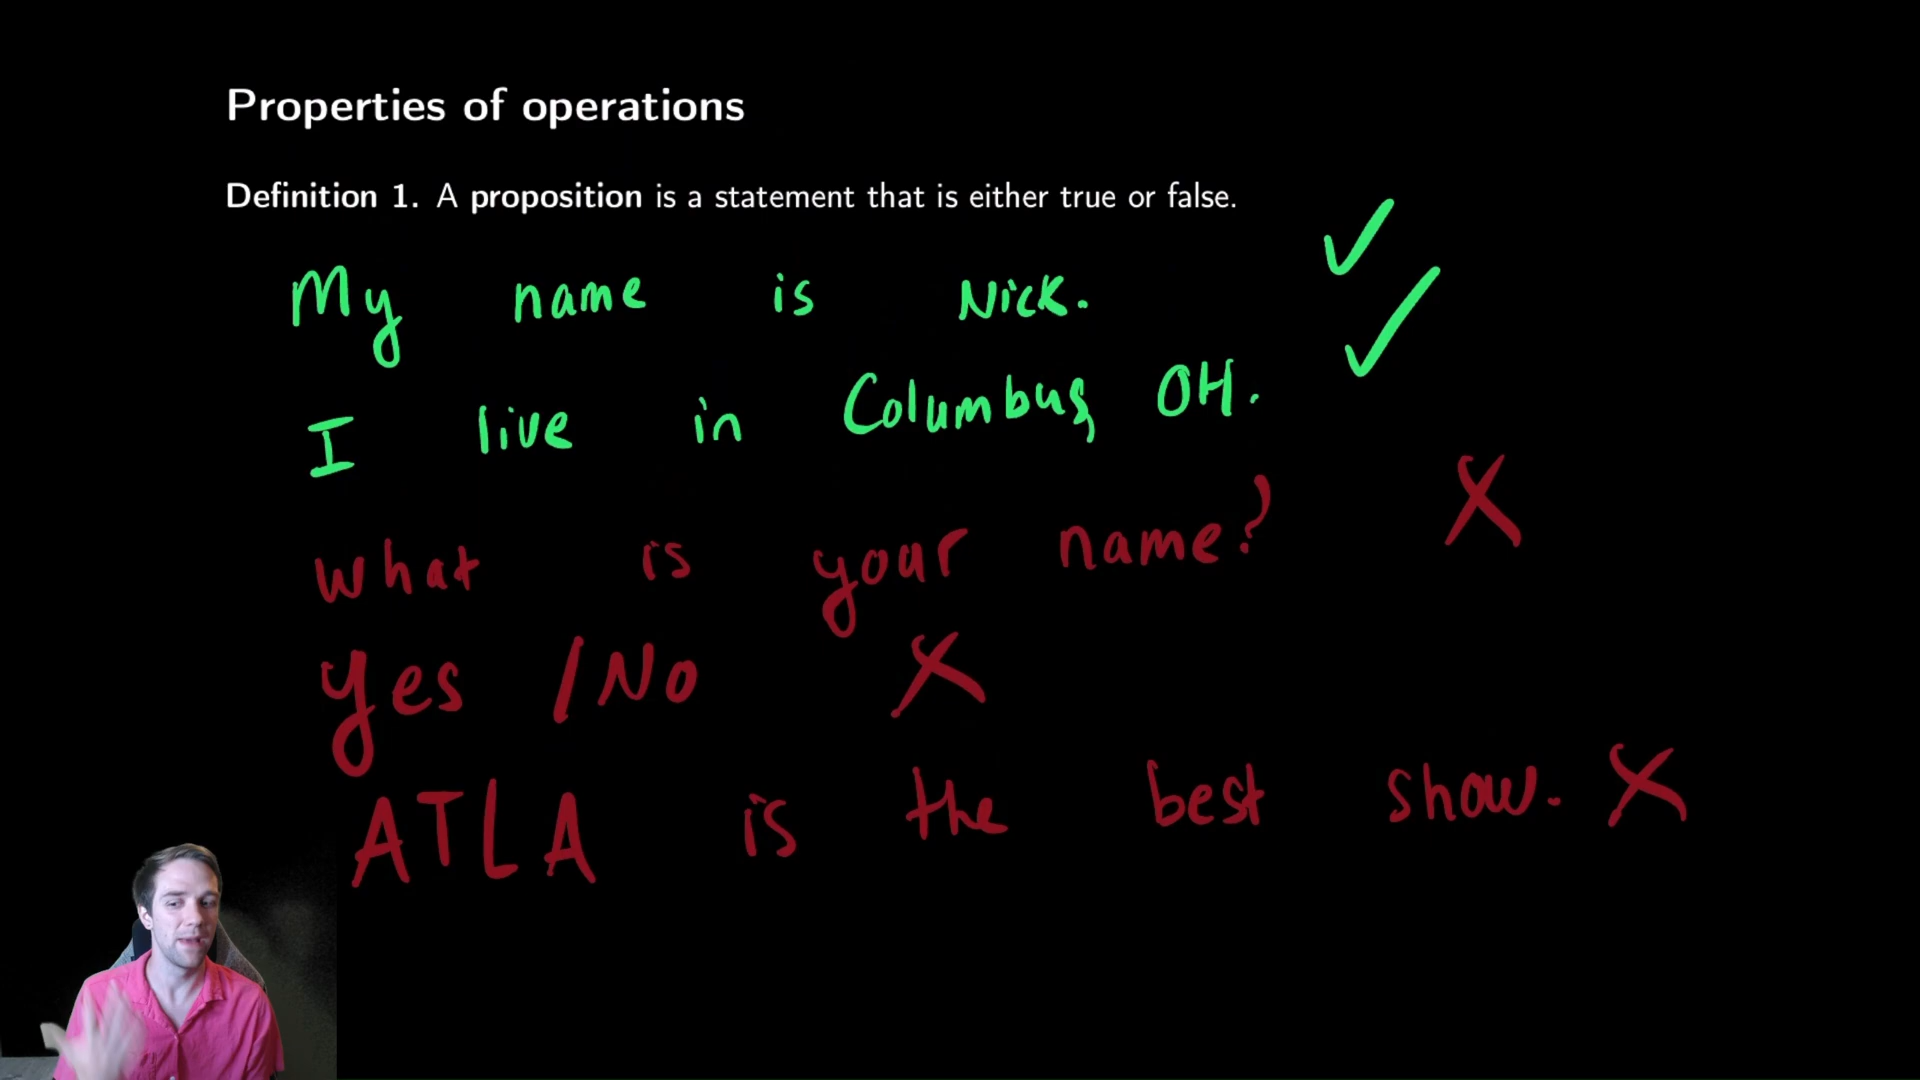 Properties of operations
Definition 1. A proposition is a statement that is either true or false.
My name is Nick.
I live in Columbus, OH.
what is your name?
Yes / No
ATLA is the best show.